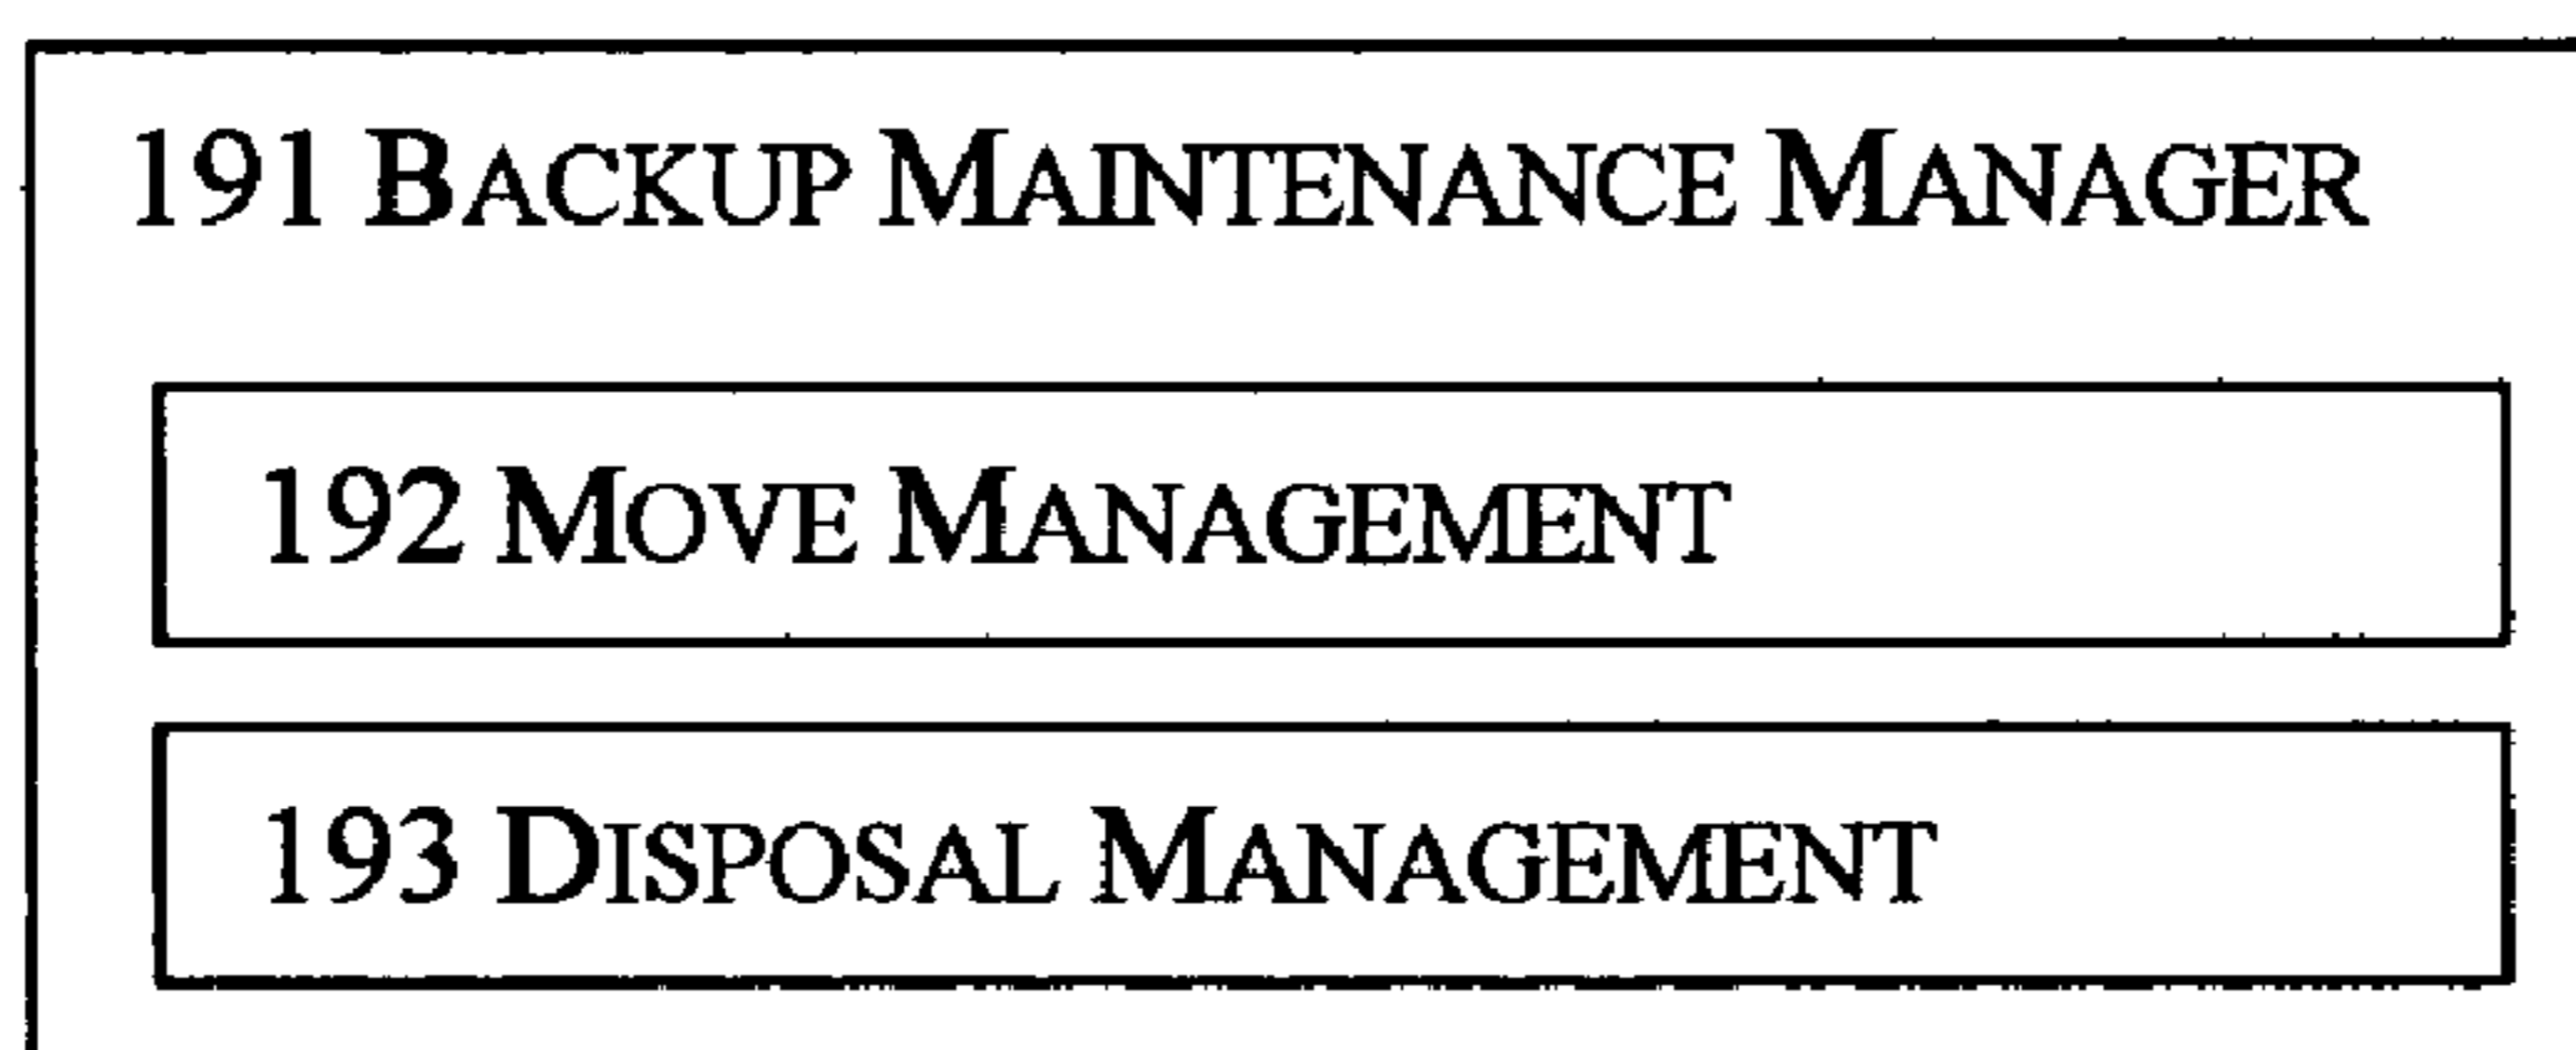 191 BACKUP MAINTENANCE MANAGER
192 MOVE MANAGEMENT
193 DISPOSAL MANAGEMENT